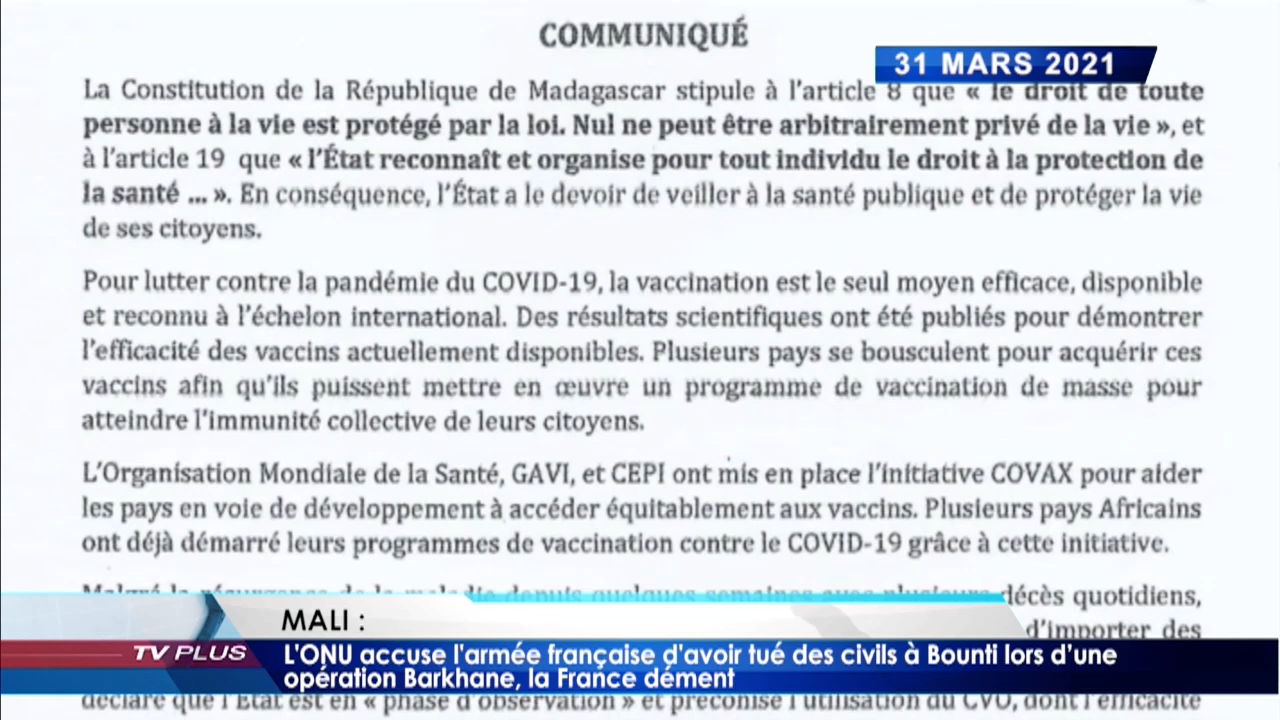 COMMUNIQUÉ
31 MARS 2021
La Constitution de la République de Madagascar stipule à l'article 8 que « le droit de toute
personne à la vie est protégé par la loi. Nul ne peut être arbitrairement privé de la vie », et
à l'article 19 que « l'État reconnaît et organise pour tout individu le droit à la protection de
la santé ... ». En conséquence, l'État a le devoir de veiller à la santé publique et de protéger la vie
de ses citoyens.
Pour lutter contre la pandémie du COVID-19, la vaccination est le seul moyen efficace, disponible
et reconnu à l'échelon international. Des résultats scientifiques ont été publiés pour démontrer
l'efficacité des vaccins actuellement disponibles. Plusieurs pays se bousculent pour acquérir ces
vaccins afin qu'ils puissent mettre en œuvre un programme de vaccination de masse pour
atteindre l'immunité collective de leurs citoyens.
L'Organisation Mondiale de la Santé, GAVI, et CEPI ont mis en place l'initiative COVAX pour aider
les pays en voie de développement à accéder équitablement aux vaccins. Plusieurs pays Africains
ont déjà démarré leurs programmes de vaccination contre le COVID-19 grâce à cette initiative.
Malgré la résurgence de la maladie depuis quelques semaines avec plusieurs décès quotidiens,
d'importer des
déclare que l'État est en « phase d'observation » et préconise l'utilisation du CVO, dont l'efficacité
MALI :
TV PLUS
L'ONU accuse l'armée française d'avoir tué des civils à Bounti lors d'une
opération Barkhane, la France dément